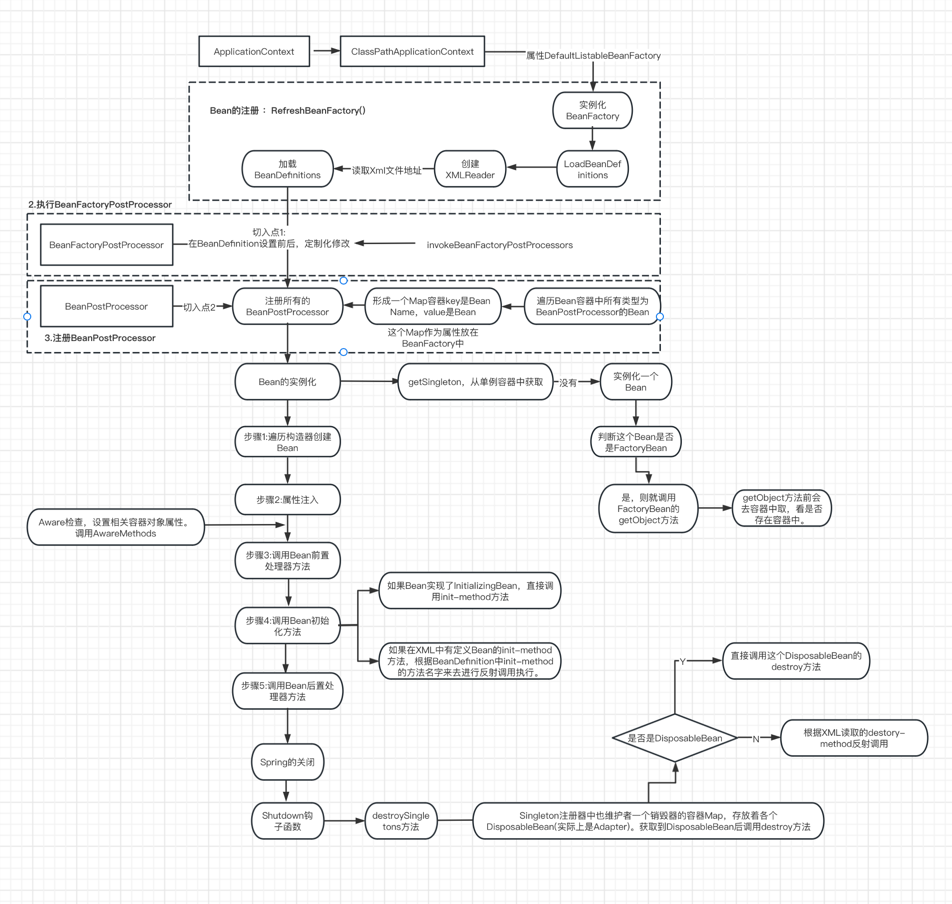 ApplicationContext
ClassPathApplicationContext
属性DefaultListableBeanFactory
Bean的注册 ： RefreshBeanFactory()
实例化
BeanFactory
加载
BeanDefinitions
读取Xml文件地址
创建
XMLReader
LoadBeanDef
initions
2.执行BeanFactoryPostProcessor
BeanFactoryPostProcessor
切入点1:
在BeanDefinition设置前后，定制化修改
invokeBeanFactoryPostProcessors
BeanPostProcessor
切入点2
注册所有的
BeanPostProcessor
形成一个Map容器key是Bean
Name，value是Bean
遍历Bean容器中所有类型为
BeanPostProcessor的Bean
3.注册BeanPostProcessor
这个Map作为属性放在
BeanFactory中
Bean的实例化
getSingleton，从单例容器中获取
没有
实例化一个
Bean
步骤1:遍历构造器创建
Bean
判断这个Bean是否
是FactoryBean
步骤2:属性注入
是，则就调用
FactoryBean的
getObject方法
getObject方法前会
去容器中取，看是否
存在容器中。
Aware检查，设置相关容器对象属性。
调用AwareMethods
步骤3:调用Bean前置
处理器方法
如果Bean实现了InitializingBean，直接调
用init-method方法
步骤4:调用Bean初始
化方法
如果在XML中有定义Bean的init-method
方法，根据BeanDefinition中init-method
的方法名字来去进行反射调用执行。
步骤5:调用Bean后置处
理器方法
Y
直接调用这个DisposableBean的
destroy方法
是否是DisposableBean
N
根据XML读取的destory-
method反射调用
Spring的关闭
Shutdown钩
子函数
destroySingle
tons方法
Singleton注册器中也维护者一个销毁器的容器Map，存放着各个
DisposableBean(实际上是Adapter)。获取到DisposableBean后调用destroy方法